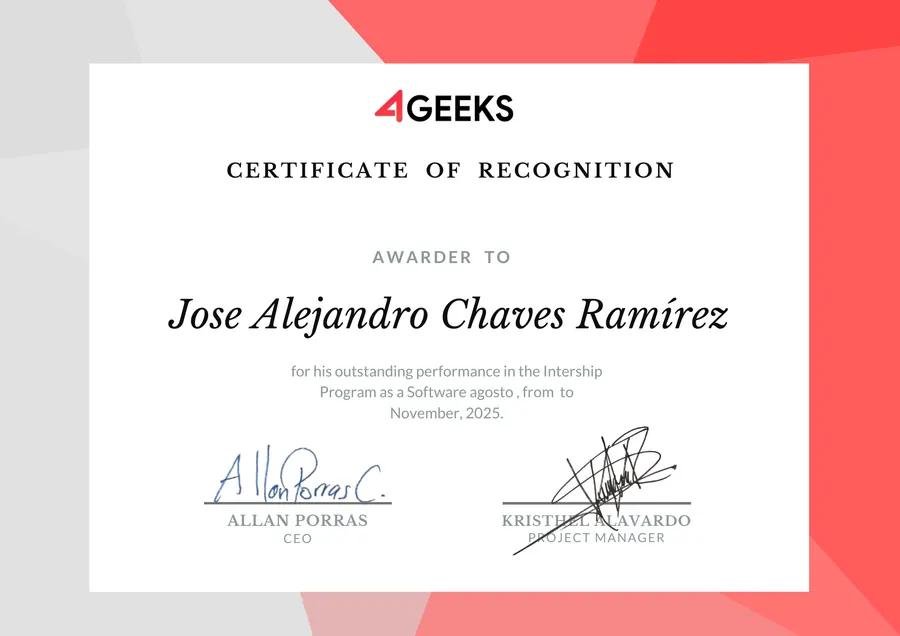 4GEEKS
CERTIFICATE OF RECOGNITION
AWARDER TO
Jose Alejandro Chaves Ramírez
for his outstanding performance in the Intership
Program as a Software agosto , from to
November, 2025.
Allan Porras C.
ALLAN PORRAS
CEO
KRISTHEL ALAVARDO
PROJECT MANAGER